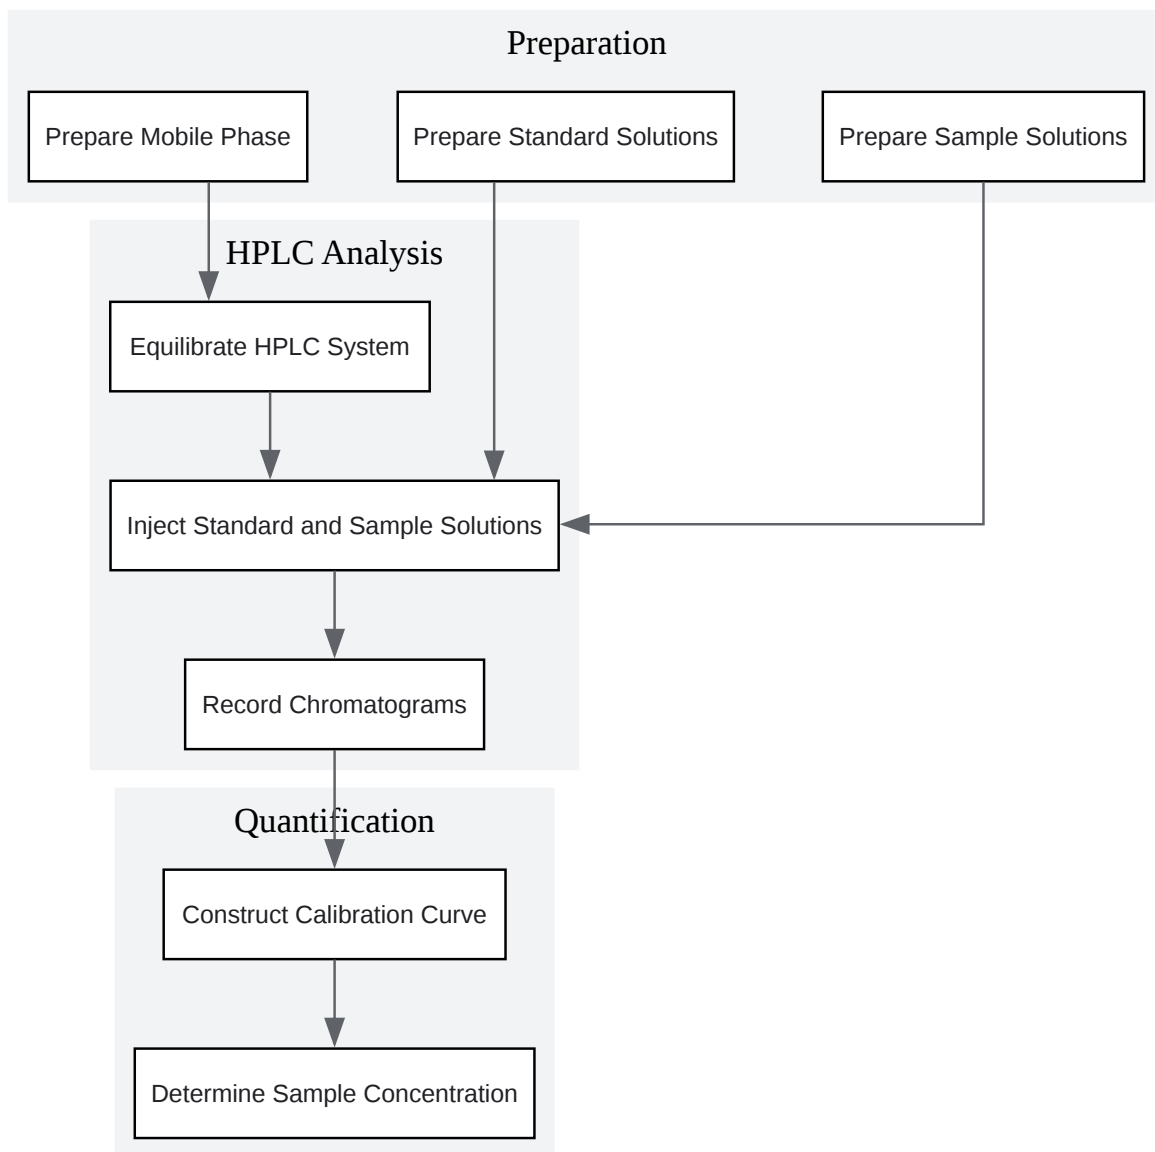 Preparation
Prepare Mobile Phase
Prepare Standard Solutions
Prepare Sample Solutions
HPLC Analysis
Equilibrate HPLC System
Inject Standard and Sample Solutions
Record Chromatograms
Quantification
Construct Calibration Curve
Determine Sample Concentration